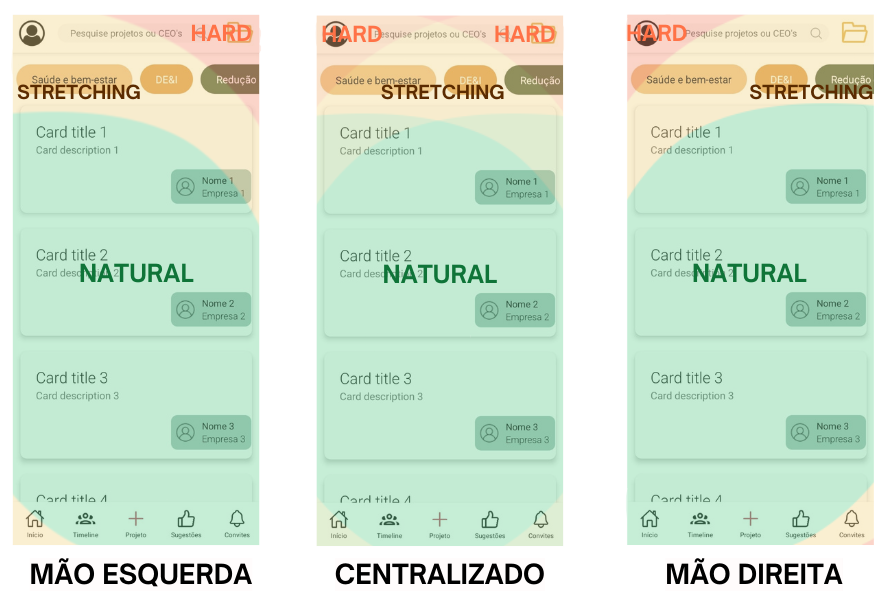 Pesquise projetos ou CEO's HARD
Saúde e bem-estar DE&I Redução
STRETCHING
Card title 1
Card description 1
Nome 1
Empresa 1
Card title 2
Card description 2
NATURAL
Nome 2
Empresa 2
Card title 3
Card description 3
Nome 3
Empresa 3
Card title 4
Início Timeline Projeto Sugestões Convites
MÃO ESQUERDA
HARD Pesquise projetos ou CEO's HARD
Saúde e bem-estar DE&I Redução
STRETCHING
Card title 1
Card description 1
Nome 1
Empresa 1
Card title 2
Card description 2
NATURAL
Nome 2
Empresa 2
Card title 3
Card description 3
Nome 3
Empresa 3
Card title 4
Início Timeline Projeto Sugestões Convites
CENTRALIZADO
HARD Pesquise projetos ou CEO's
Saúde e bem-estar DE&I Redução
STRETCHING
Card title 1
Card description 1
Nome 1
Empresa 1
Card title 2
Card description 2
NATURAL
Nome 2
Empresa 2
Card title 3
Card description 3
Nome 3
Empresa 3
Card title 4
Início Timeline Projeto Sugestões Convites
MÃO DIREITA